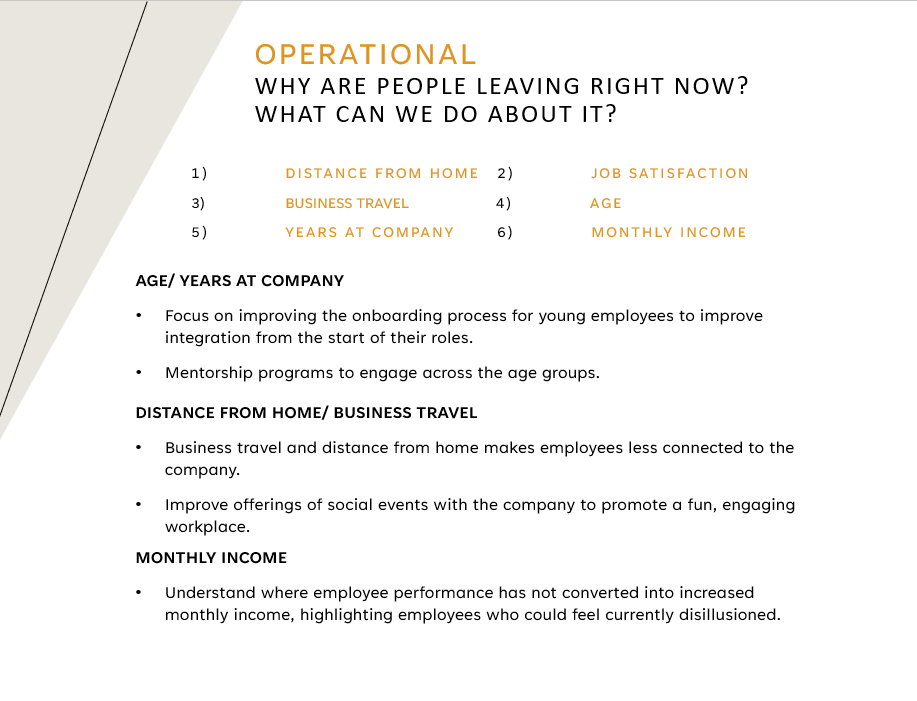 OPERATIONAL
WHY ARE PEOPLE LEAVING RIGHT NOW?
WHAT CAN WE DO ABOUT IT?
1) DISTANCE FROM HOME 2) JOB SATISFACTION
3) BUSINESS TRAVEL 4) AGE
5) YEARS AT COMPANY 6) MONTHLY INCOME
AGE/ YEARS AT COMPANY
• Focus on improving the onboarding process for young employees to improve
integration from the start of their roles.
• Mentorship programs to engage across the age groups.
DISTANCE FROM HOME/ BUSINESS TRAVEL
• Business travel and distance from home makes employees less connected to the
company.
• Improve offerings of social events with the company to promote a fun, engaging
workplace.
MONTHLY INCOME
• Understand where employee performance has not converted into increased
monthly income, highlighting employees who could feel currently disillusioned.